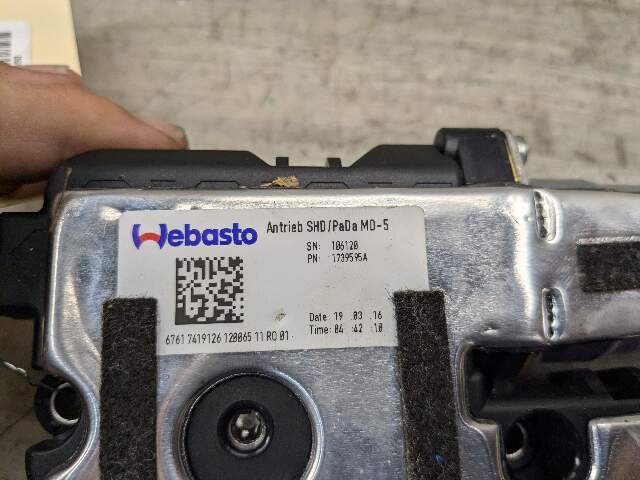 Webasto
Antrieb SHD/PaDa MD-5
SN: 106120
PN: 1739595A
Date: 19 .03 .16
Time: 04 :42 :10
6761 7419126 120065 11 RO 01